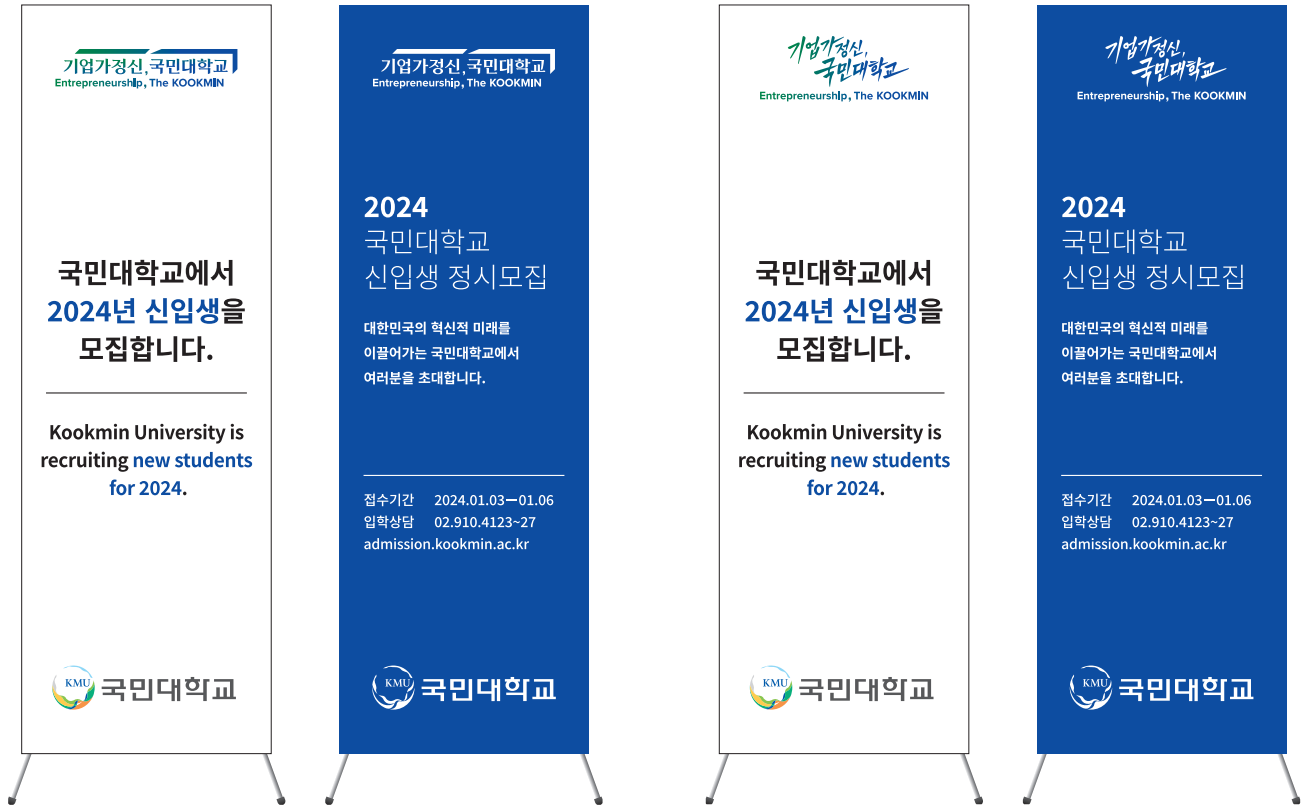 기업가정신,국민대학교
Entrepreneurship, The KOOKMIN
국민대학교에서
2024년 신입생을
모집합니다.
Kookmin University is
recruiting new students
for 2024.
KMU 국민대학교
기업가정신,국민대학교
Entrepreneurship, The KOOKMIN
2024
국민대학교
신입생 정시모집
대한민국의 혁신적 미래를
이끌어가는 국민대학교에서
여러분을 초대합니다.
접수기간 2024.01.03—01.06
입학상담 02.910.4123~27
admission.kookmin.ac.kr
KMU 국민대학교
기업가정신,
국민대학교
Entrepreneurship, The KOOKMIN
국민대학교에서
2024년 신입생을
모집합니다.
Kookmin University is
recruiting new students
for 2024.
KMU 국민대학교
기업가정신,
국민대학교
Entrepreneurship, The KOOKMIN
2024
국민대학교
신입생 정시모집
대한민국의 혁신적 미래를
이끌어가는 국민대학교에서
여러분을 초대합니다.
접수기간 2024.01.03—01.06
입학상담 02.910.4123~27
admission.kookmin.ac.kr
KMU 국민대학교